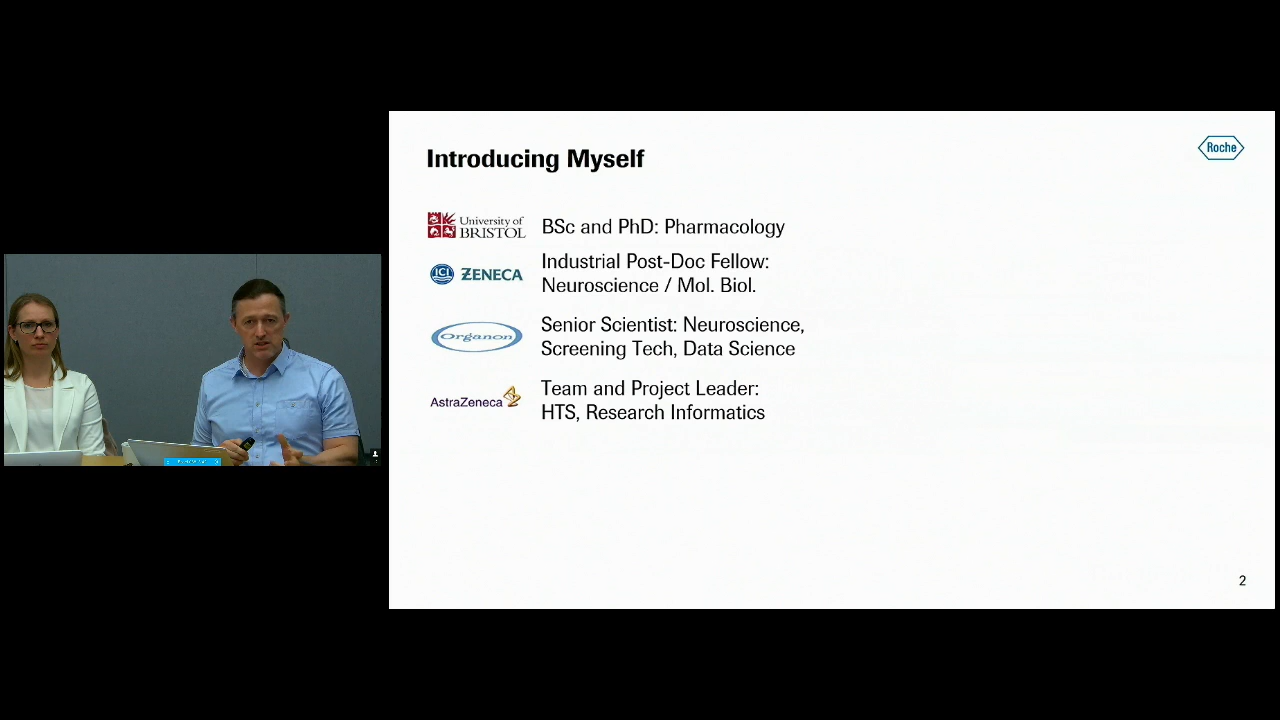 Introducing Myself
Roche
University of
BRISTOL
BSc and PhD: Pharmacology
ICI
ZENECA
Industrial Post-Doc Fellow:
Neuroscience / Mol. Biol.
Organon
Senior Scientist: Neuroscience,
Screening Tech, Data Science
AstraZeneca
Team and Project Leader:
HTS, Research Informatics
2